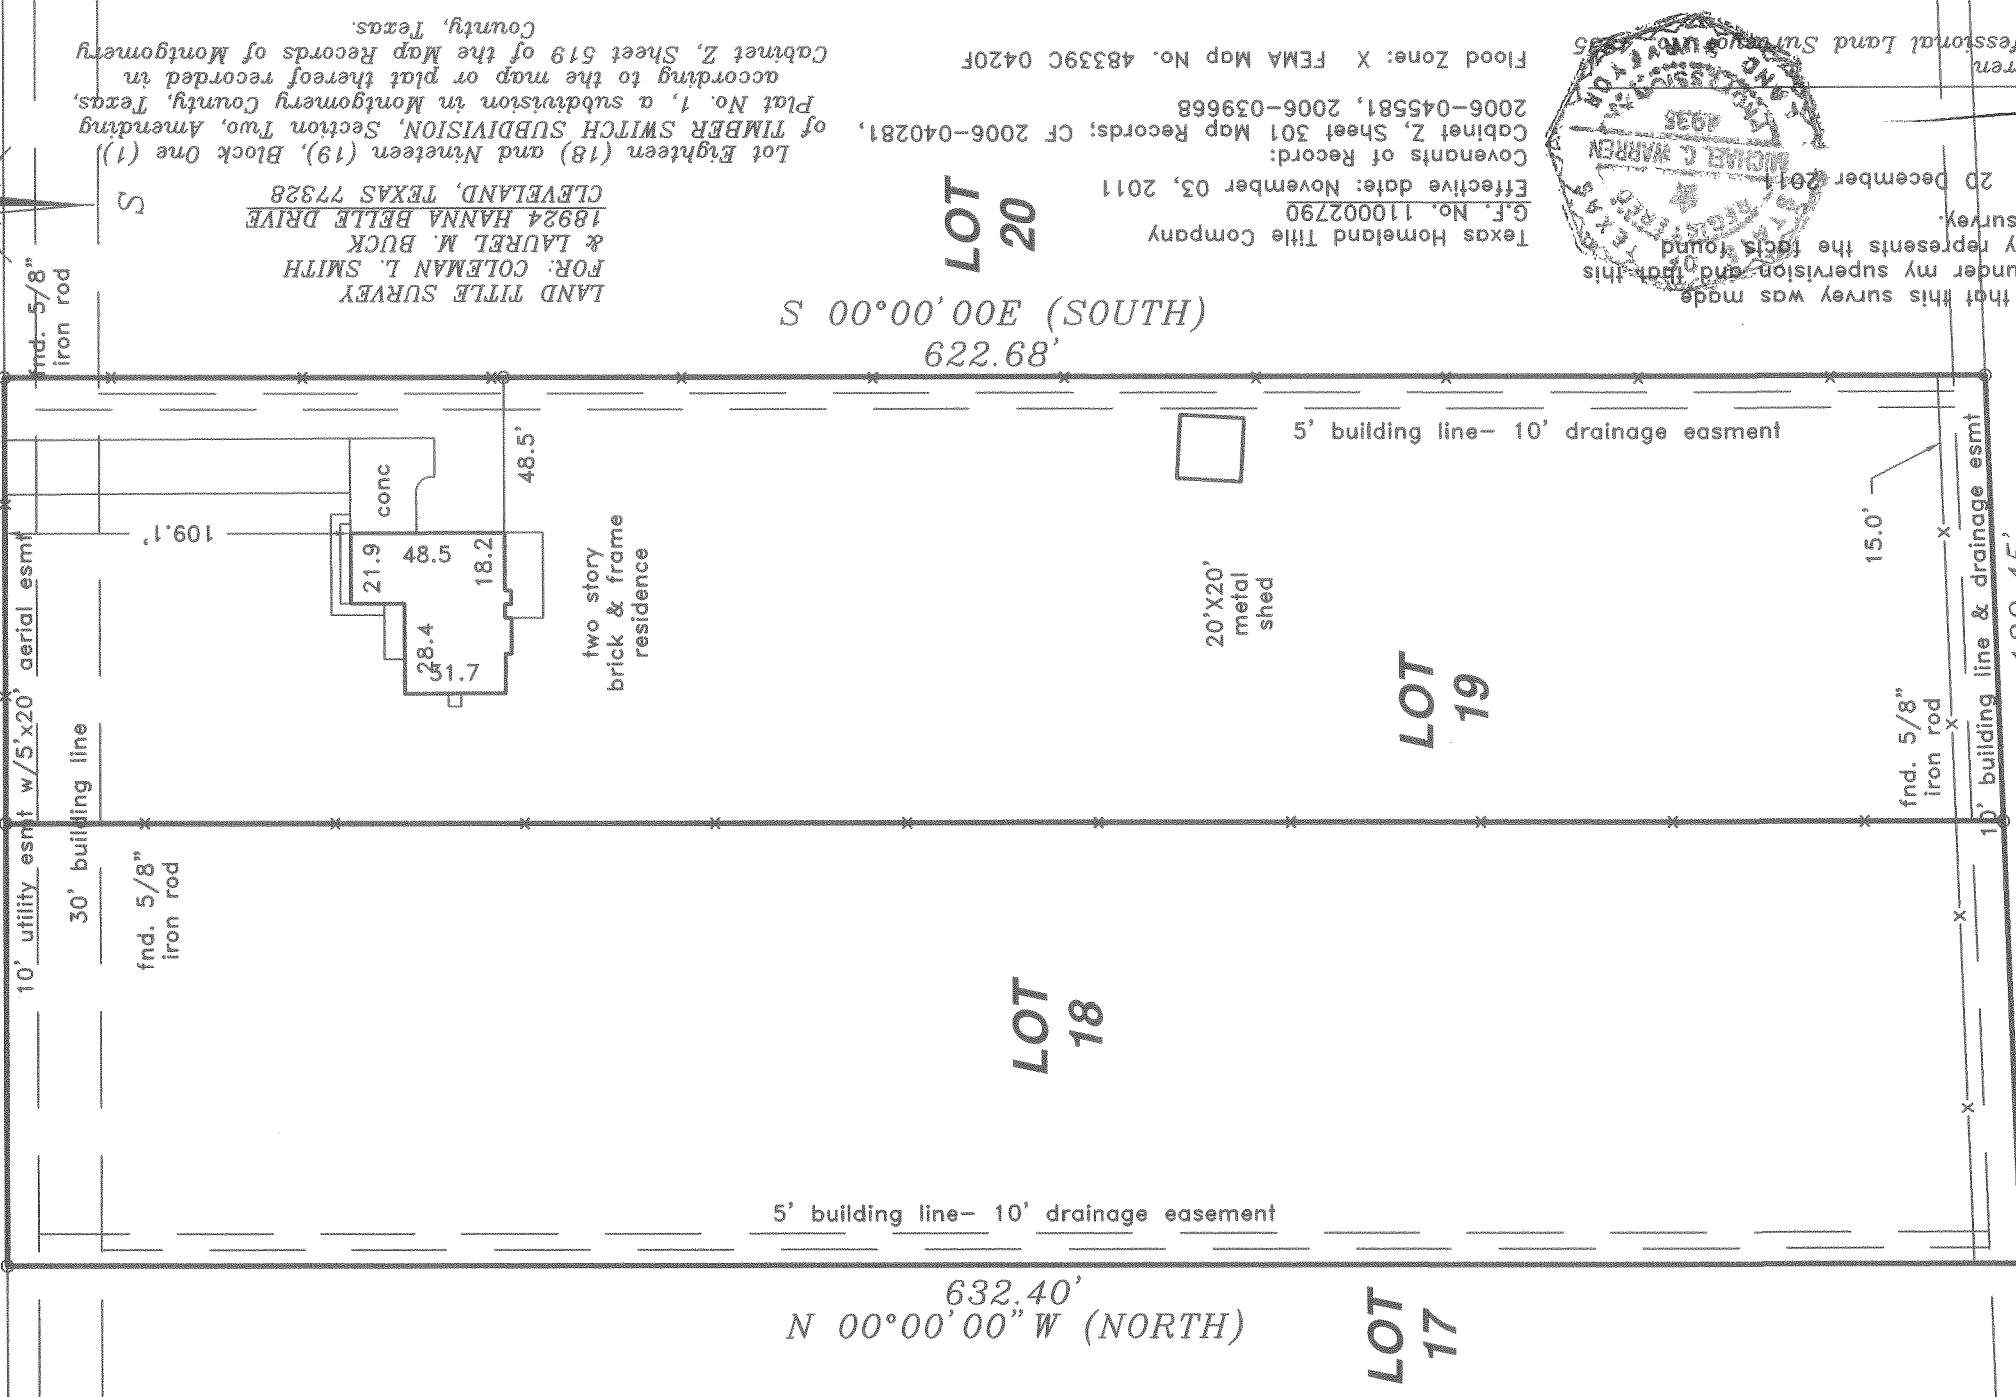 LAND TITLE SURVEY
FOR: COLEMAN L. SMITH
& LAUREL M. BUCK
18924 HANNA BELLE DRIVE
CLEVELAND, TEXAS 77328
Lot Eighteen (18) and Nineteen (19), Block One (1)
of TIMBER SWITCH SUBDIVISION, Section Two, Amending
Plat No. 1, a subdivision in Montgomery County, Texas,
according to the map or plat thereof recorded in
Cabinet Z, Sheet 519 of the Map Records of Montgomery
County, Texas.
Texas Homeland Title Company
G.F. No. 110002790
Effective date: November 03, 2011
Covenants of Record:
Cabinet Z, Sheet 301 Map Records; CF 2006-040281,
2006-045581, 2006-039668
Flood Zone: X FEMA Map No. 48339C 0420F
that this survey was made
under my supervision and that this
y represents the facts found
survey.
20 December 2011
ren
fessional Land Surveyor No. 4935
REGISTERED
MICHAEL C. WARREN
4935
S
LOT
20
S 00°00'00E (SOUTH)
622.68'
fnd. 5/8"
iron rod
5' building line- 10' drainage easment
conc
48.5'
109.1'
21.9
48.5
18.2
28.4
31.7
two story
brick & frame
residence
20'X20'
metal
shed
15.0'
LOT
19
10' utility esmt w/5'x20' aerial esmt
30' building line
fnd. 5/8"
iron rod
fnd. 5/8"
iron rod
10' building line & drainage esmt
LOT
18
5' building line- 10' drainage easement
632.40'
N 00°00'00"W (NORTH)
LOT
17